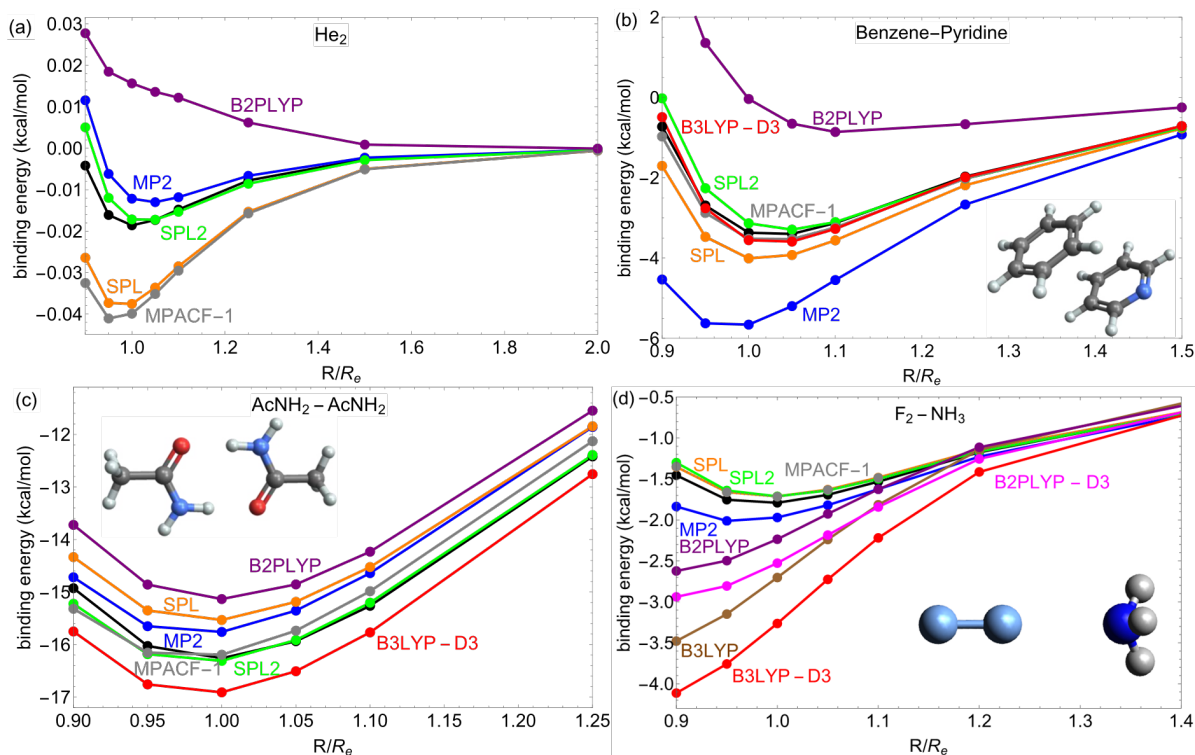 (a)
He2
binding energy (kcal/mol)
0.03
0.02
0.01
0.00
−0.01
−0.02
−0.03
−0.04
B2PLYP
MP2
SPL2
SPL
MPACF−1
1.0
1.2
1.4
1.6
1.8
2.0
R/Re
(b)
Benzene−Pyridine
binding energy (kcal/mol)
2
0
−2
−4
−6
B2PLYP
B3LYP−D3
SPL2
MPACF−1
SPL
MP2
0.9
1.0
1.1
1.2
1.3
1.4
1.5
R/Re
(c)
AcNH2−AcNH2
binding energy (kcal/mol)
−12
−13
−14
−15
−16
−17
B2PLYP
SPL
MP2
MPACF−1
SPL2
B3LYP−D3
0.90
0.95
1.00
1.05
1.10
1.15
1.20
1.25
R/Re
(d)
F2−NH3
binding energy (kcal/mol)
−0.5
−1.0
−1.5
−2.0
−2.5
−3.0
−3.5
−4.0
SPL
SPL2
MPACF−1
B2PLYP−D3
MP2
B2PLYP
B3LYP
B3LYP−D3
0.9
1.0
1.1
1.2
1.3
1.4
R/Re